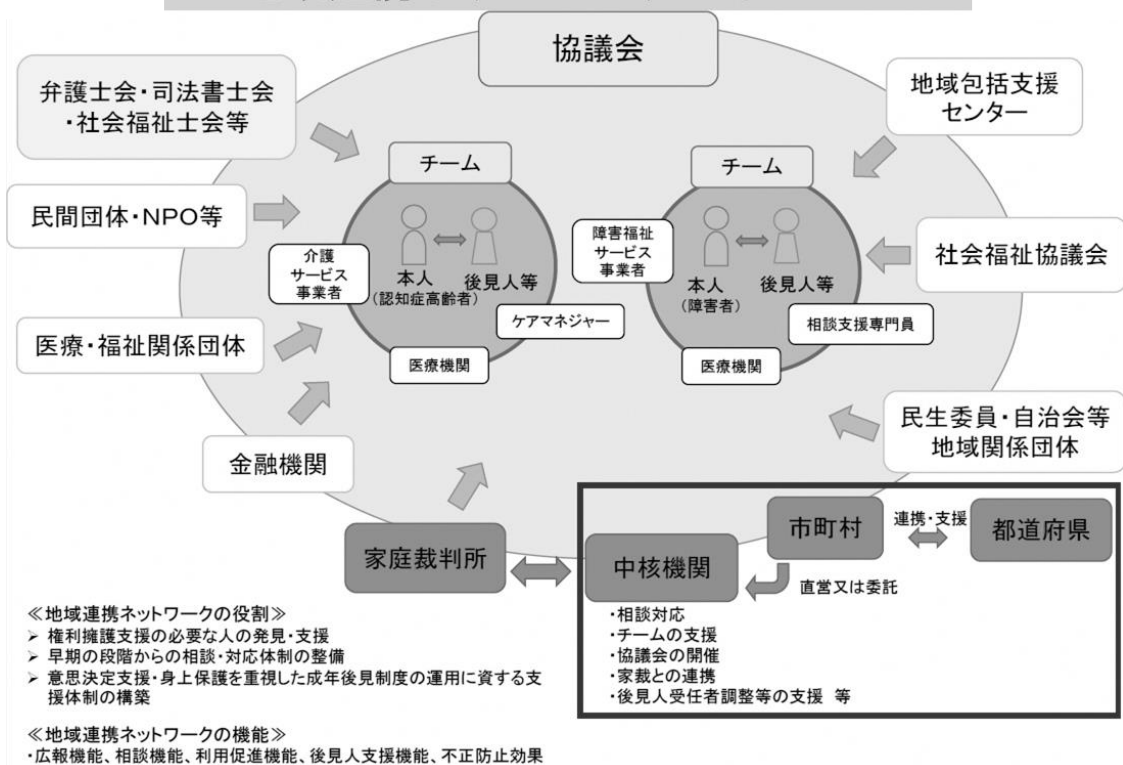 協議会
弁護士会・司法書士会
・社会福祉士会等
地域包括支援
センター
チーム
チーム
民間団体・NPO等
介護
サービス
事業者
本人
(認知症高齢者)
後見人等
ケアマネジャー
医療機関
障害福祉
サービス
事業者
本人
(障害者)
後見人等
相談支援専門員
医療機関
社会福祉協議会
医療・福祉関係団体
金融機関
民生委員・自治会等
地域関係団体
家庭裁判所
中核機関
市町村
連携・支援
都道府県
直営又は委託
・相談対応
・チームの支援
・協議会の開催
・家裁との連携
・後見人受任者調整等の支援 等
≪地域連携ネットワークの役割≫
➢ 権利擁護支援の必要な人の発見・支援
➢ 早期の段階からの相談・対応体制の整備
➢ 意思決定支援・身上保護を重視した成年後見制度の運用に資する支
援体制の構築
≪地域連携ネットワークの機能≫
・広報機能、相談機能、利用促進機能、後見人支援機能、不正防止効果